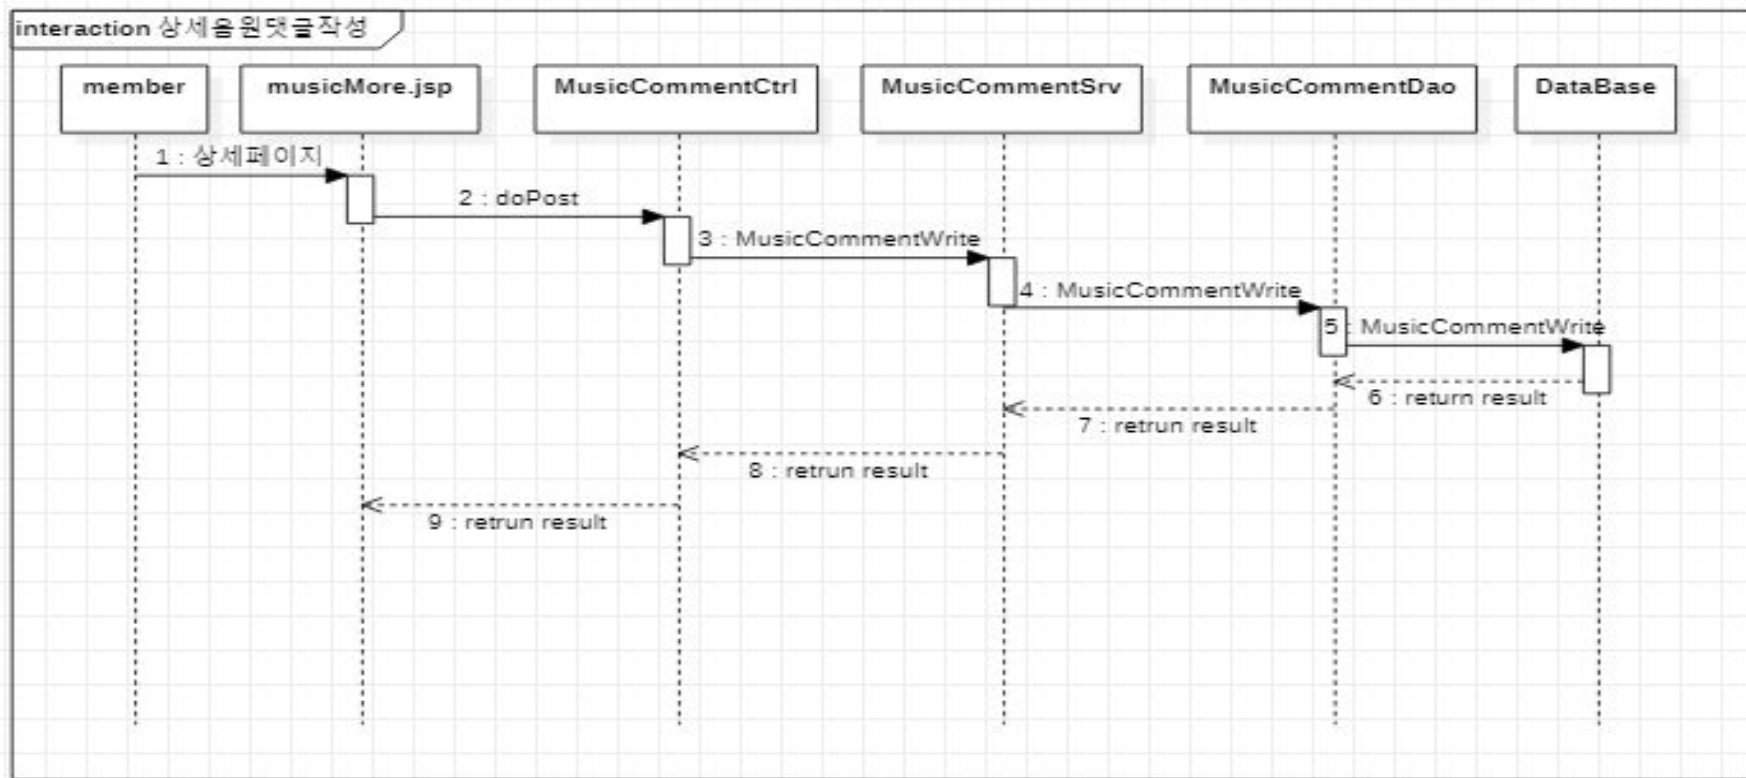 interaction 상세음원댓글작성
member
musicMore.jsp
MusicCommentCtrl
MusicCommentSrv
MusicCommentDao
DataBase
1 : 상세페이지
2 : doPost
3 : MusicCommentWrite
4 : MusicCommentWrite
5 : MusicCommentWrite
6 : return result
7 : retrun result
8 : retrun result
9 : retrun result